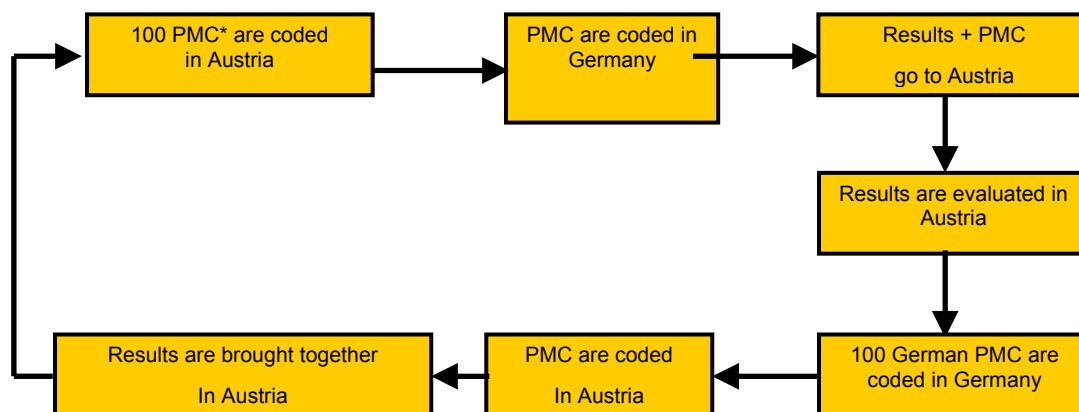 100 PMC* are coded
in Austria
PMC are coded in
Germany
Results + PMC
go to Austria
Results are evaluated in
Austria
100 German PMC are
coded in Germany
PMC are coded
In Austria
Results are brought together
In Austria